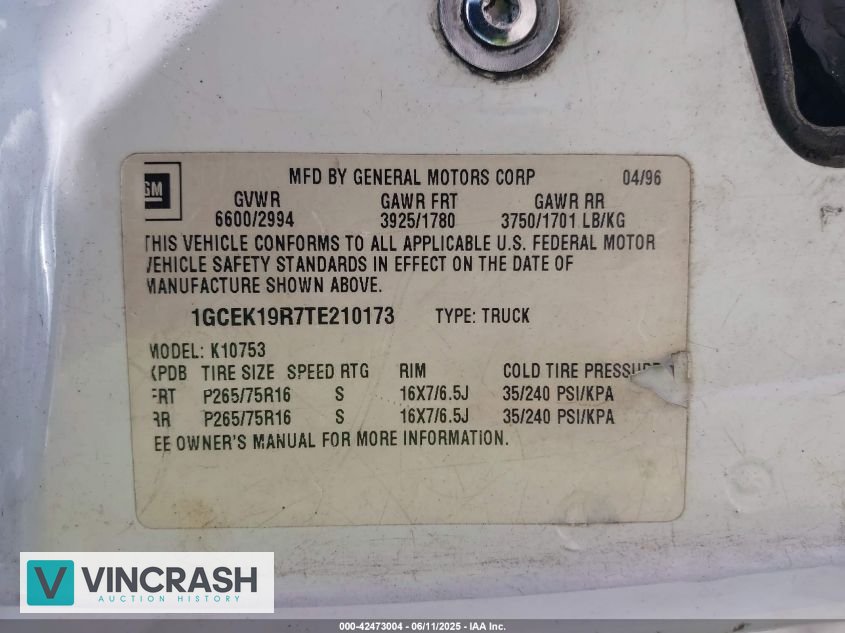 GM
MFD BY GENERAL MOTORS CORP 04/96
GVWR GAWR FRT GAWR RR
6600/2994 3925/1780 3750/1701 LB/KG
THIS VEHICLE CONFORMS TO ALL APPLICABLE U.S. FEDERAL MOTOR
VEHICLE SAFETY STANDARDS IN EFFECT ON THE DATE OF
MANUFACTURE SHOWN ABOVE.
1GCEK19R7TE210173 TYPE: TRUCK
MODEL: K10753
KPDB TIRE SIZE SPEED RTG RIM COLD TIRE PRESSURE
FRT P265/75R16 S 16X7/6.5J 35/240 PSI/KPA
RR P265/75R16 S 16X7/6.5J 35/240 PSI/KPA
EE OWNER'S MANUAL FOR MORE INFORMATION.
VINCRASH
AUCTION HISTORY
000-42473004 - 06/11/2025 - IAA Inc.